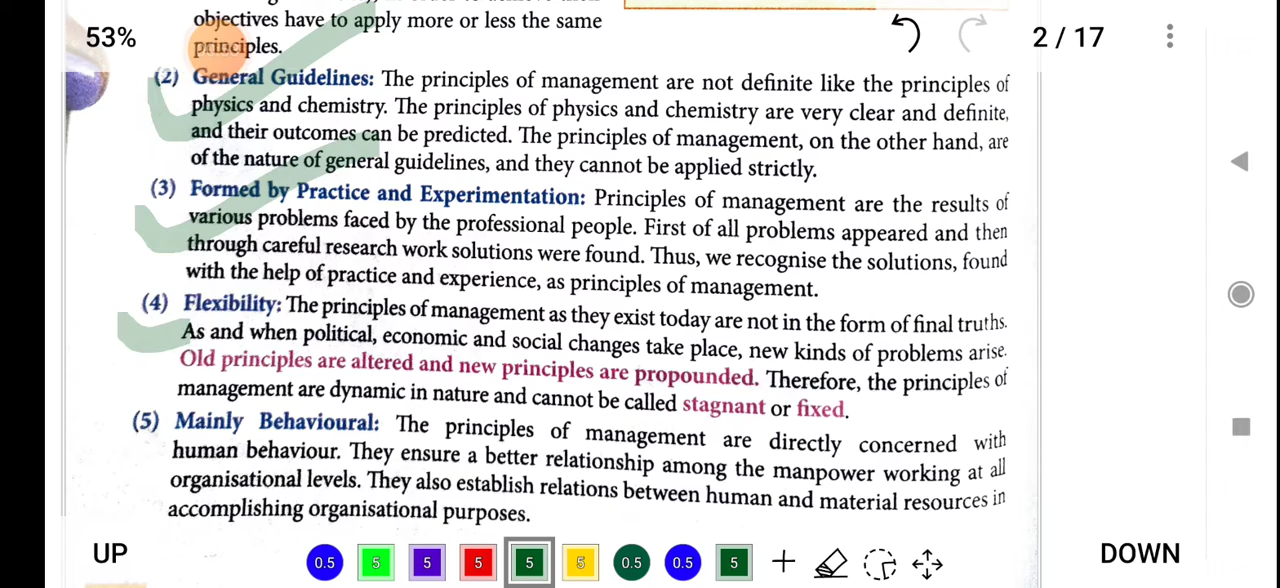 objectives have to apply more or less the same
53%
principles.
2 / 17
(2) General Guidelines: The principles of management are not definite like the principles of
physics and chemistry. The principles of physics and chemistry are very clear and definite,
and their outcomes can be predicted. The principles of management, on the other hand, are
of the nature of general guidelines, and they cannot be applied strictly.
(3) Formed by Practice and Experimentation: Principles of management are the results of
various problems faced by the professional people. First of all problems appeared and then
through careful research work solutions were found. Thus, we recognise the solutions, found
with the help of practice and experience, as principles of management.
(4) Flexibility: The principles of management as they exist today are not in the form of final truths.
As and when political, economic and social changes take place, new kinds of problems arise.
Old principles are altered and new principles are propounded. Therefore, the principles of
management are dynamic in nature and cannot be called stagnant or fixed.
(5) Mainly Behavioural: The principles of management are directly concerned with
human behaviour. They ensure a better relationship among the manpower working at all
organisational levels. They also establish relations between human and material resources in
accomplishing organisational purposes.
UP
0.5 5 5 5 5 5 0.5 0.5 5
DOWN